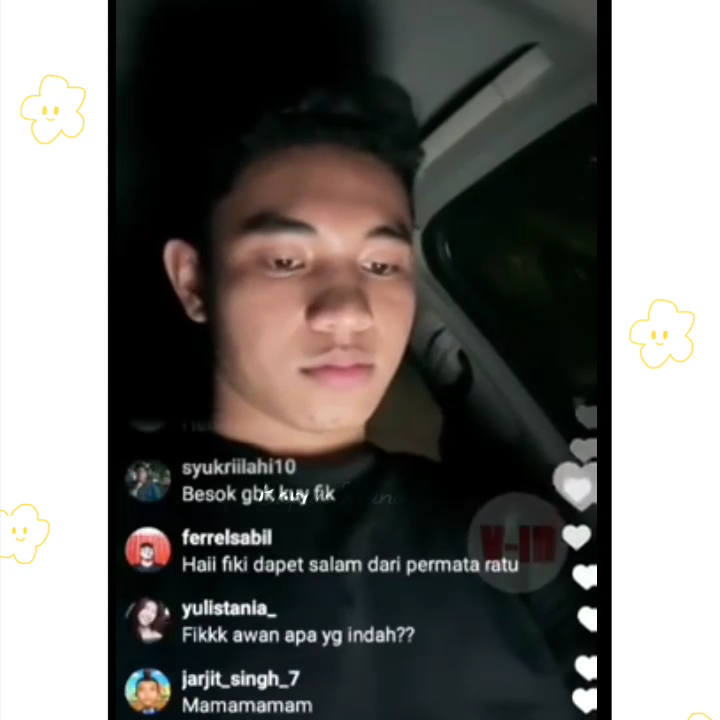 syukriilahi10
Besok gbk kuy fik
ferrelsabil
Haii fiki dapet salam dari permata ratu
yulistania_
Fikkk awan apa yg indah??
jarjit_singh_7
Mamamamam
V-ID